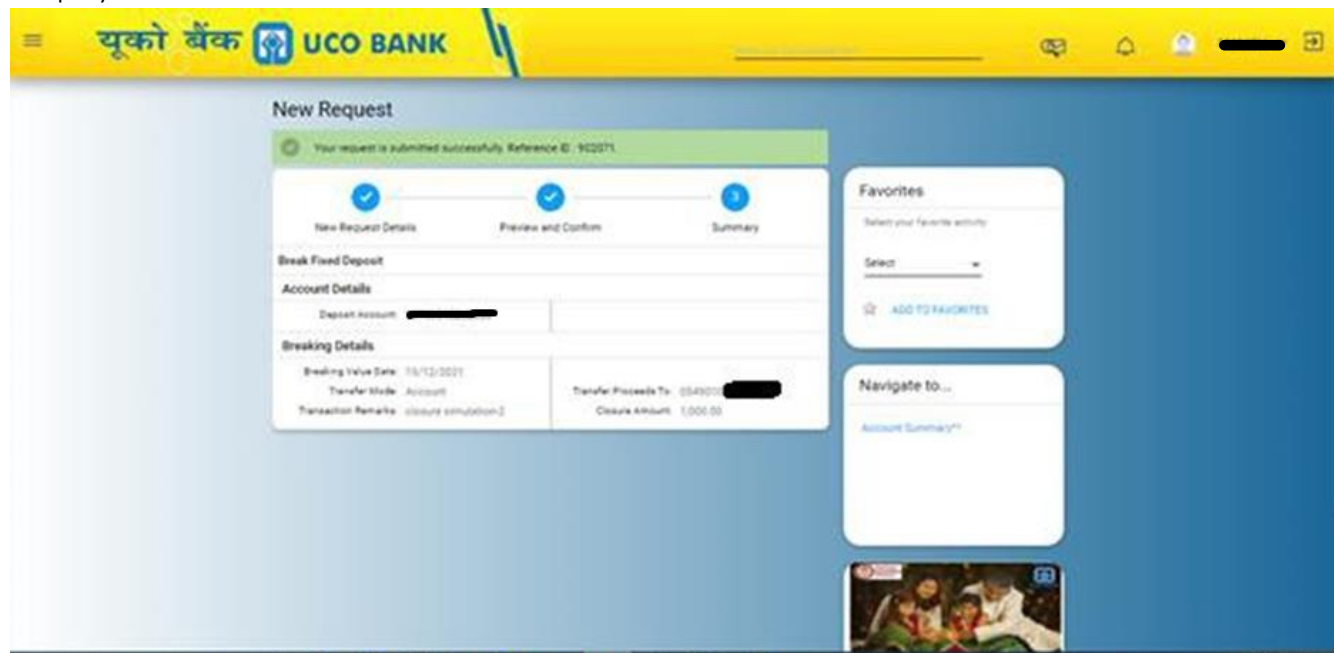 यूको बैंक UCO BANK
New Request
Your request is submitted successfully. Reference ID : 902071
New Request Details
Preview and Confirm
3
Summary
Break Fixed Deposit
Account Details
Deposit Account
Breaking Details
Breaking Value Date
Transfer Mode Account
Transfer Proceeds To
Transaction Remarks closure simulation-2
Closure Amount 1,000.00
Favorites
Select your favorite activity
Select
ADD TO FAVORITES
Navigate to...
Account Summary**